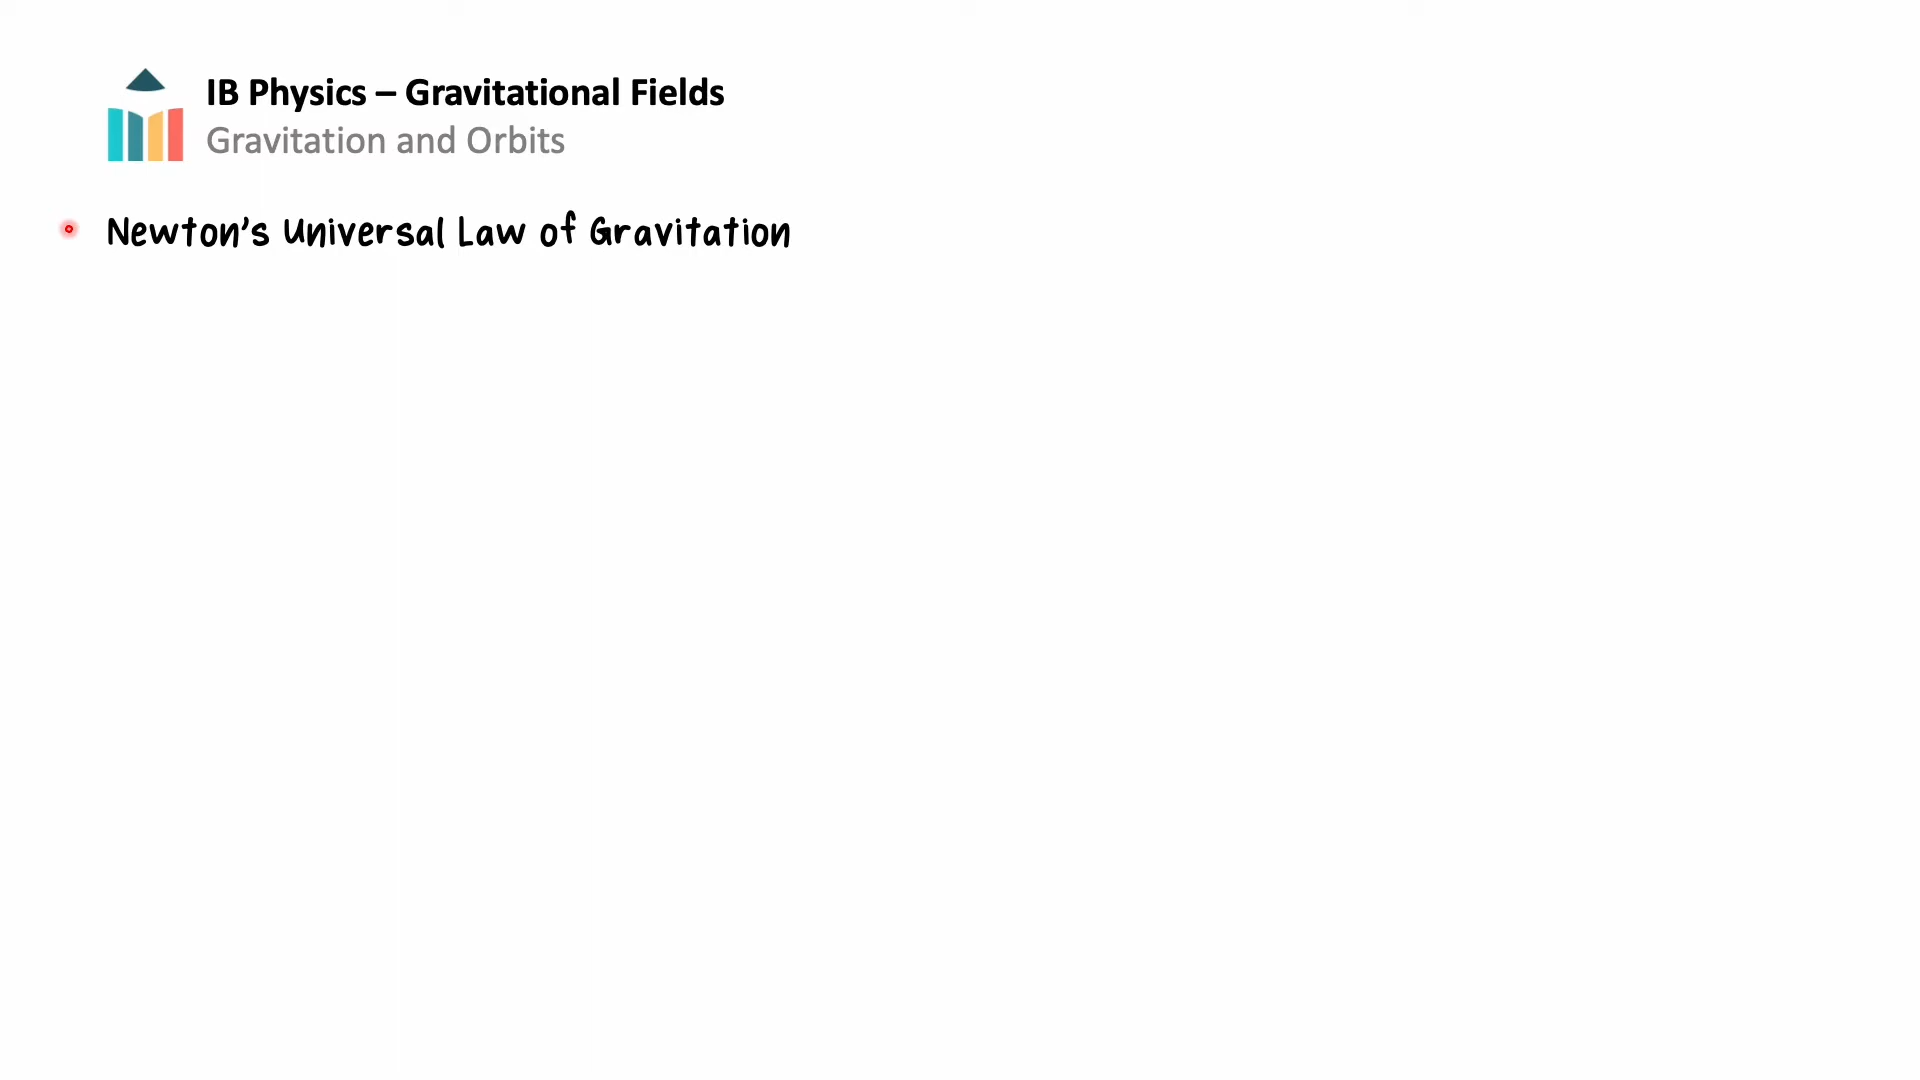 IB Physics – Gravitational Fields
Gravitation and Orbits
Newton's Universal Law of Gravitation